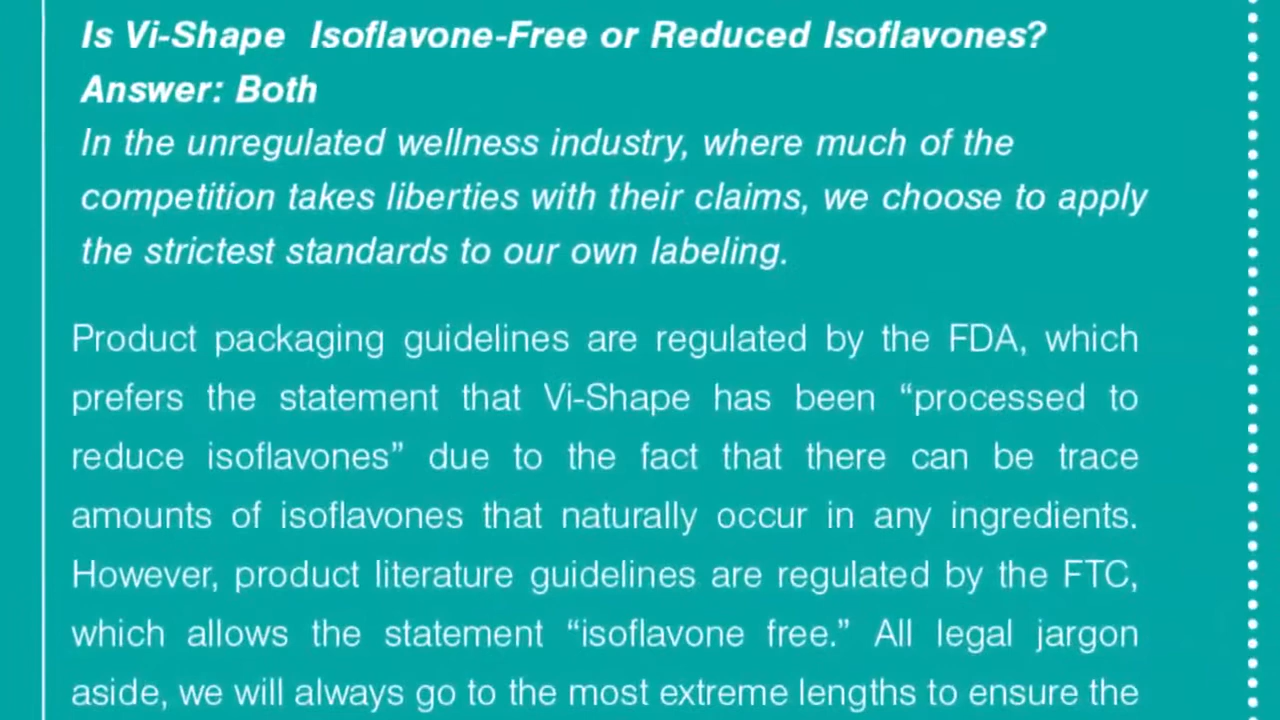 Is Vi-Shape Isoflavone-Free or Reduced Isoflavones?
Answer: Both
In the unregulated wellness industry, where much of the
competition takes liberties with their claims, we choose to apply
the strictest standards to our own labeling.
Product packaging guidelines are regulated by the FDA, which
prefers the statement that Vi-Shape has been “processed to
reduce isoflavones” due to the fact that there can be trace
amounts of isoflavones that naturally occur in any ingredients.
However, product literature guidelines are regulated by the FTC,
which allows the statement “isoflavone free.” All legal jargon
aside, we will always go to the most extreme lengths to ensure the